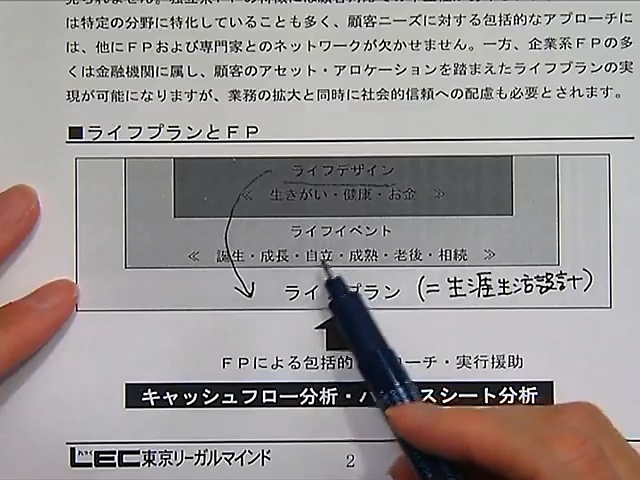 は特定の分野に特化していることも多く、顧客ニーズに対する包括的なアプローチに
は、他にFPおよび専門家とのネットワークが欠かせません。一方、企業系FPの多
くは金融機関に属し、顧客のアセット・アロケーションを踏まえたライフプランの実
現が可能になりますが、業務の拡大と同時に社会的信頼への配慮も必要とされます。
■ライフプランとFP
ライフデザイン
≪ 生きがい・健康・お金 ≫
ライフイベント
≪ 誕生・成長・自立・成熟・老後・相続 ≫
ライフプラン (=生涯生活設計)
FPによる包括的 ローチ・実行援助
キャッシュフロー分析・バ スシート分析
LEC東京リーガルマインド 2